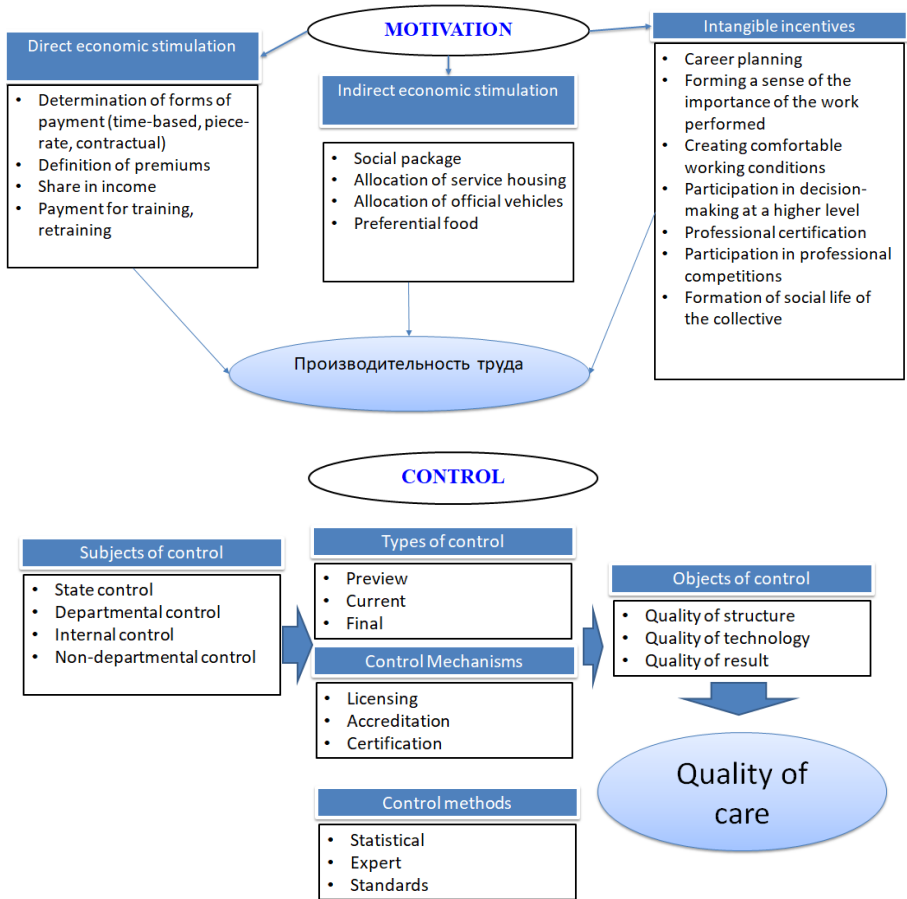 MOTIVATION
Direct economic stimulation
• Determination of forms of
payment (time-based, piece-
rate, contractual)
• Definition of premiums
• Share in income
• Payment for training,
retraining
Indirect economic stimulation
• Social package
• Allocation of service housing
• Allocation of official vehicles
• Preferential food
Intangible incentives
• Career planning
• Forming a sense of the
importance of the work
performed
• Creating comfortable
working conditions
• Participation in decision-
making at a higher level
• Professional certification
• Participation in professional
competitions
• Formation of social life of
the collective
Производительность труда
CONTROL
Subjects of control
• State control
• Departmental control
• Internal control
• Non-departmental control
Types of control
• Preview
• Current
• Final
Control Mechanisms
• Licensing
• Accreditation
• Certification
Control methods
• Statistical
• Expert
• Standards
Objects of control
• Quality of structure
• Quality of technology
• Quality of result
Quality of
care